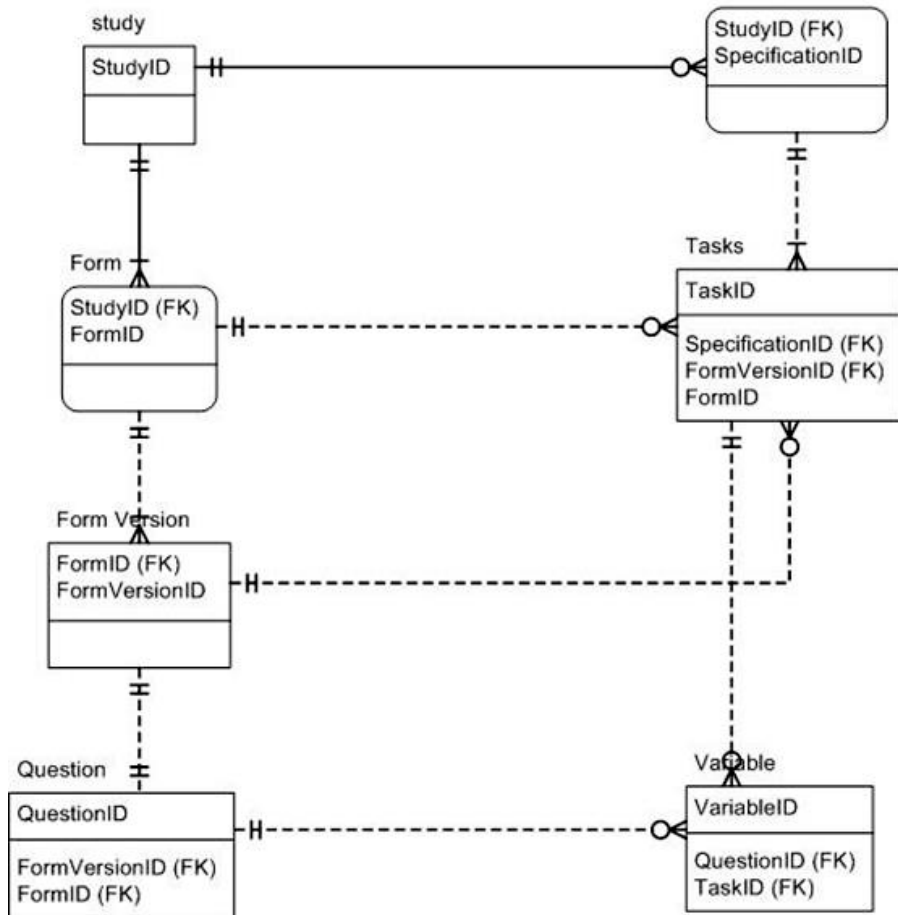 study
StudyID
StudyID (FK)
SpecificationID
Form
StudyID (FK)
FormID
Tasks
TaskID
SpecificationID (FK)
FormVersionID (FK)
FormID
Form Version
FormID (FK)
FormVersionID
Question
QuestionID
FormVersionID (FK)
FormID (FK)
Variable
VariableID
QuestionID (FK)
TaskID (FK)